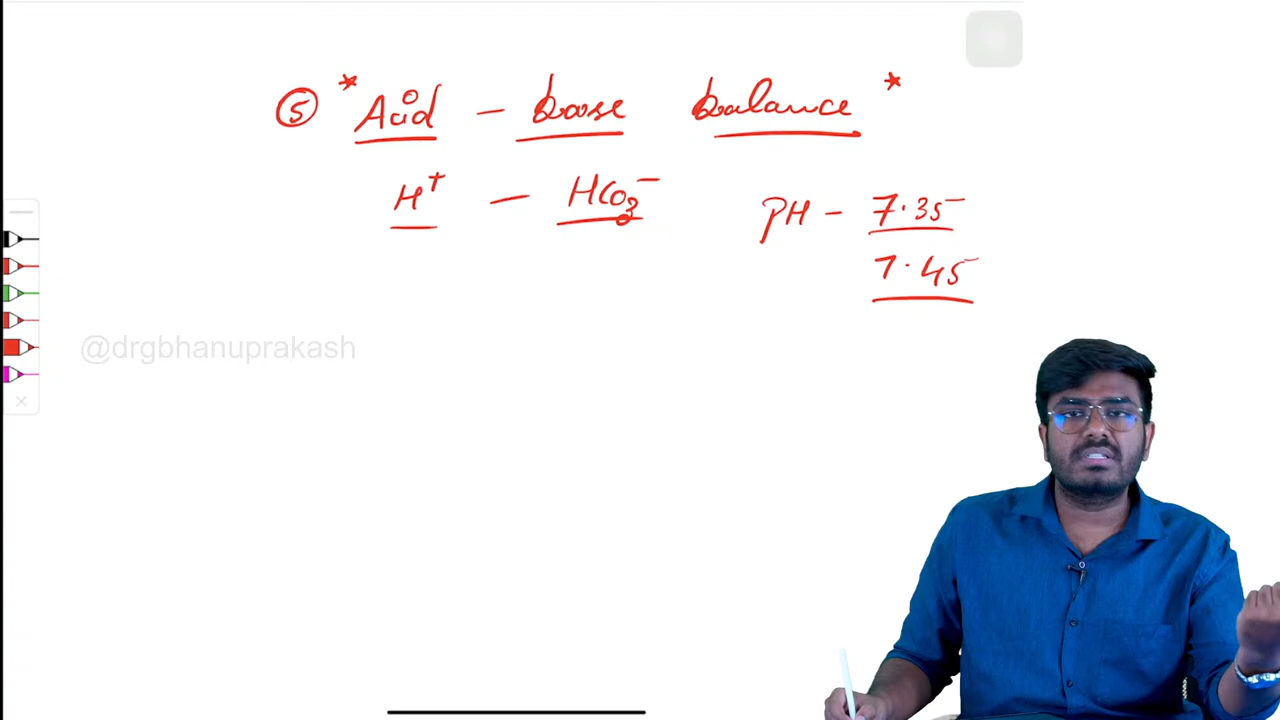 ⑤ * Acid - base balance *
H⁺ - HCO₃⁻
PH - 7.35
7.45
@drgbhanuprakash